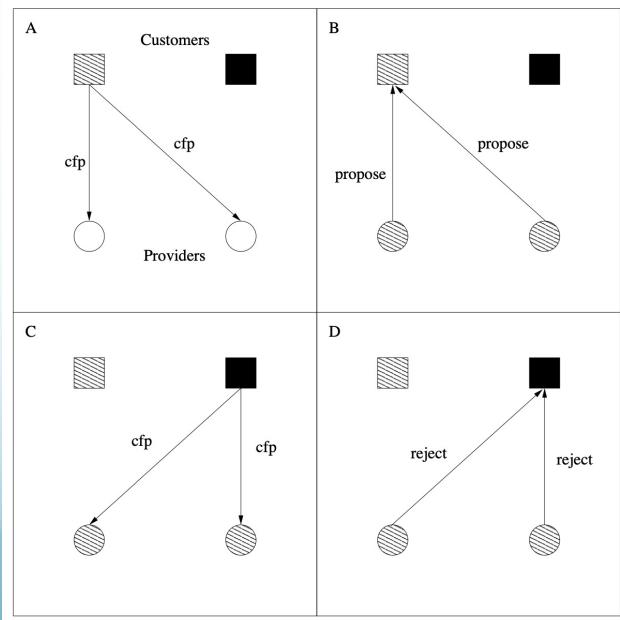 A
Customers
cfp
cfp
Providers
B
propose
propose
C
cfp
cfp
D
reject
reject